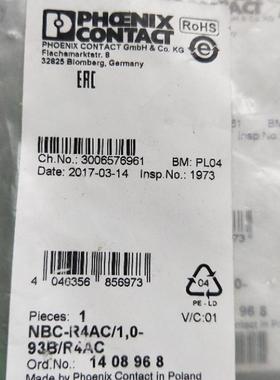 PHŒNIX
CONTACT
RoHS
PHOENIX CONTACT GmbH & Co. KG
Flachsmarktstr. 8
32825 Blomberg, Germany
EAC
e
Ch.No.: 3006576961 BM: PL04
Date: 2017-03-14 Insp.No.: 1973
4 046356 856973
04
PE - LD
Pieces: 1 V/C:01
NBC-R4AC/1,0-
93B/R4AC
Ord.No.: 14 08 96 8
Made by Phoenix Contact in Poland